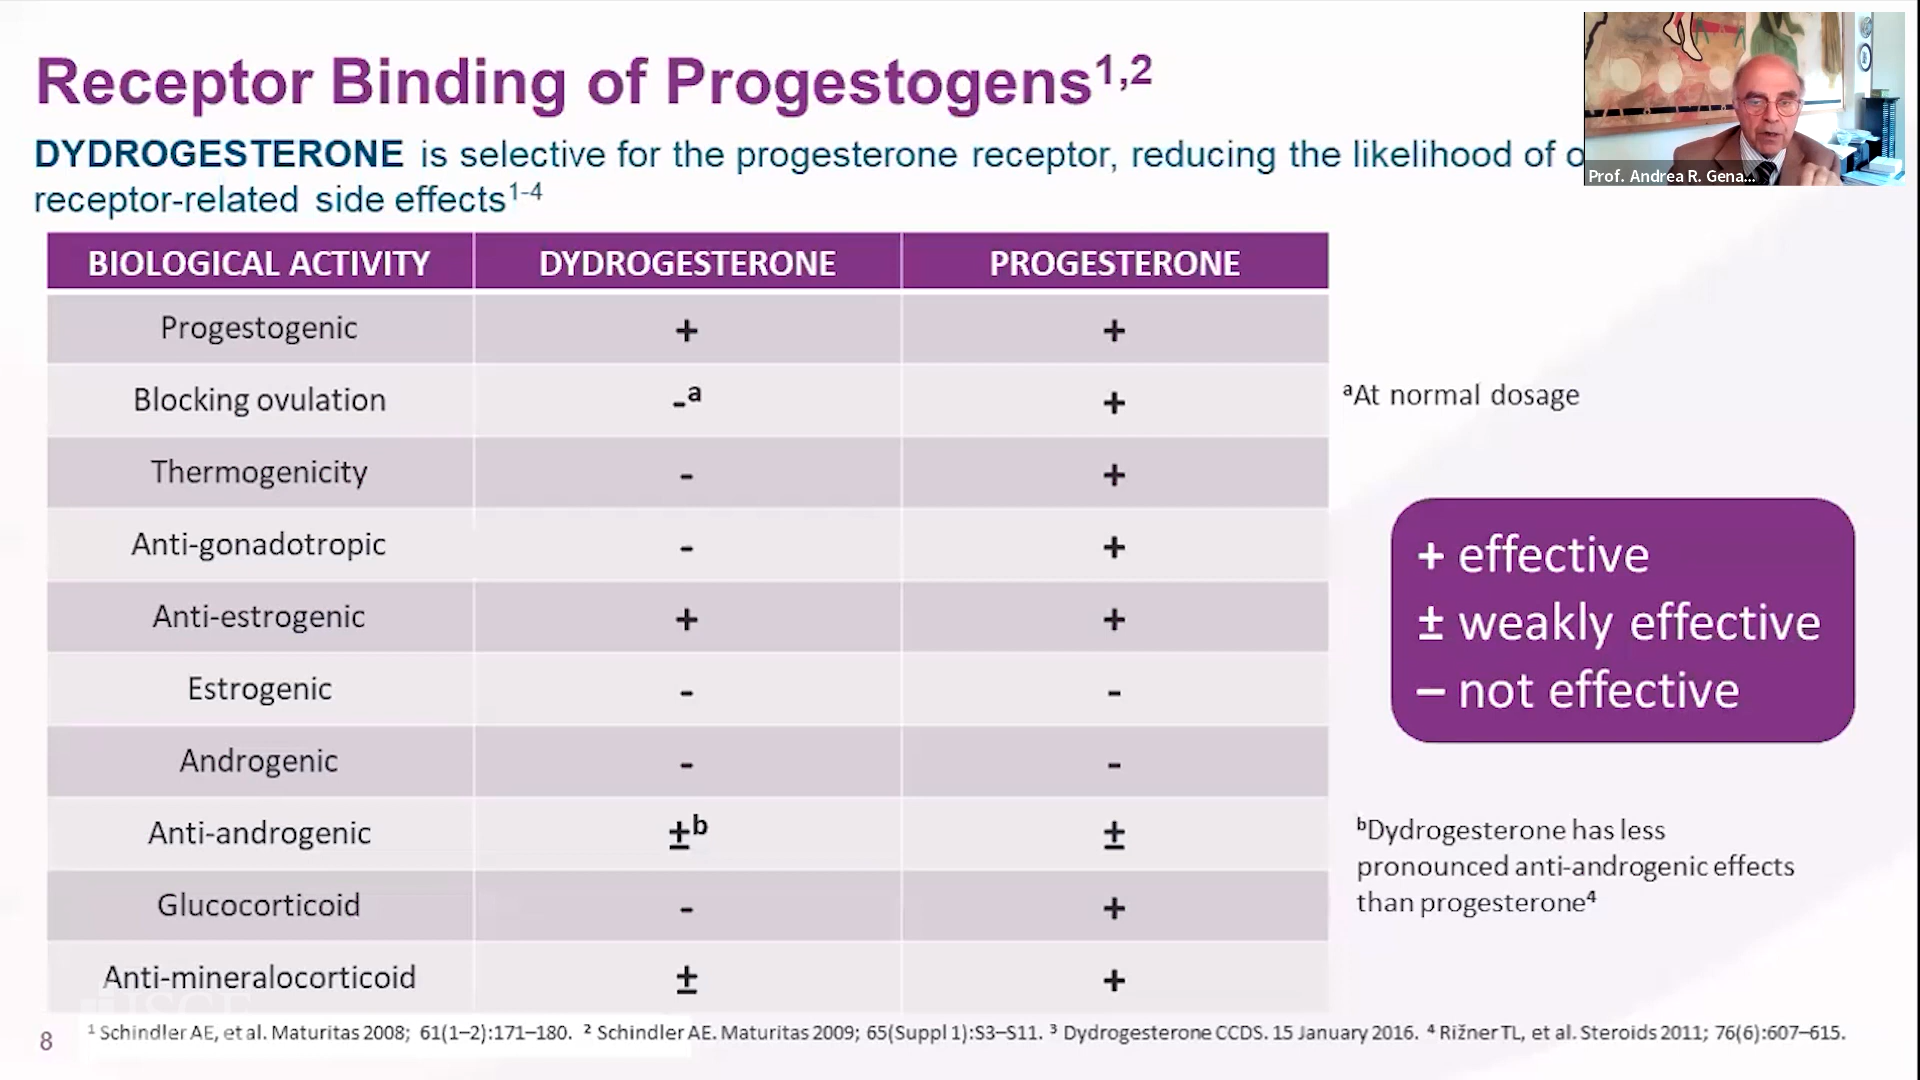 Receptor Binding of Progestogens1,2
DYDROGESTERONE is selective for the progesterone receptor, reducing the likelihood of o
receptor-related side effects1-4
Prof. Andrea R. Gena...
BIOLOGICAL ACTIVITY DYDROGESTERONE PROGESTERONE
Progestogenic + +
Blocking ovulation -a +
aAt normal dosage
Thermogenicity - +
Anti-gonadotropic - +
Anti-estrogenic + +
Estrogenic - -
Androgenic - -
Anti-androgenic ±b ±
Glucocorticoid - +
Anti-mineralocorticoid ± +
+ effective
± weakly effective
– not effective
bDydrogesterone has less
pronounced anti-androgenic effects
than progesterone4
8
1 Schindler AE, et al. Maturitas 2008; 61(1–2):171–180. 2 Schindler AE. Maturitas 2009; 65(Suppl 1):S3–S11. 3 Dydrogesterone CCDS. 15 January 2016. 4 Rižner TL, et al. Steroids 2011; 76(6):607–615.